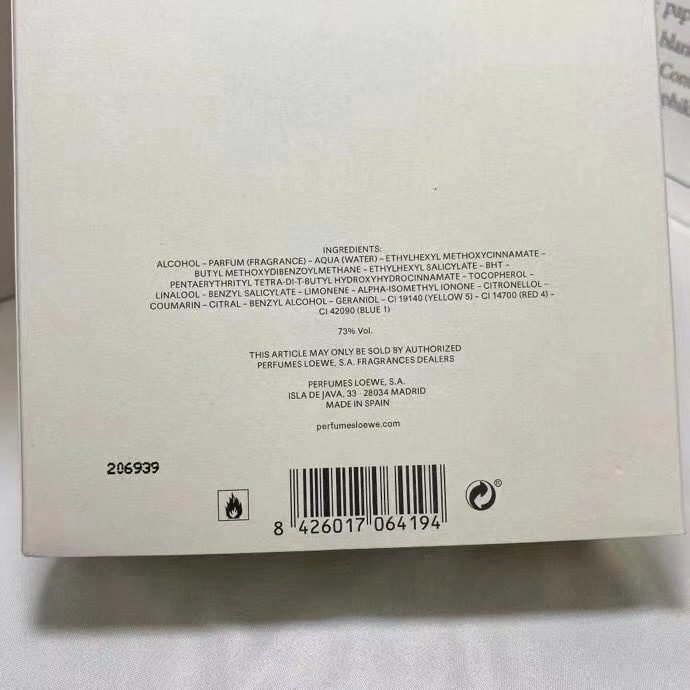 pap
blan
Con
INGREDIENTS:
ALCOHOL – PARFUM (FRAGRANCE) – AQUA (WATER) – ETHYLHEXYL METHOXYCINNAMATE –
BUTYL METHOXYDIBENZOYLMETHANE – ETHYLHEXYL SALICYLATE – BHT –
PENTAERYTHRITYL TETRA-DI-T-BUTYL HYDROXYHYDROCINNAMATE – TOCOPHEROL –
LINALOOL – BENZYL SALICYLATE – LIMONENE – ALPHA-ISOMETHYL IONONE – CITRONELLOL –
COUMARIN – CITRAL – BENZYL ALCOHOL – GERANIOL – CI 19140 (YELLOW 5) – CI 14700 (RED 4) –
CI 42090 (BLUE 1)
73% Vol.
THIS ARTICLE MAY ONLY BE SOLD BY AUTHORIZED
PERFUMES LOEWE, S.A. FRAGRANCES DEALERS
PERFUMES LOEWE, S.A.
ISLA DE JAVA, 33 · 28034 MADRID
MADE IN SPAIN
perfumesloewe.com
206939
8 426017 064194
®